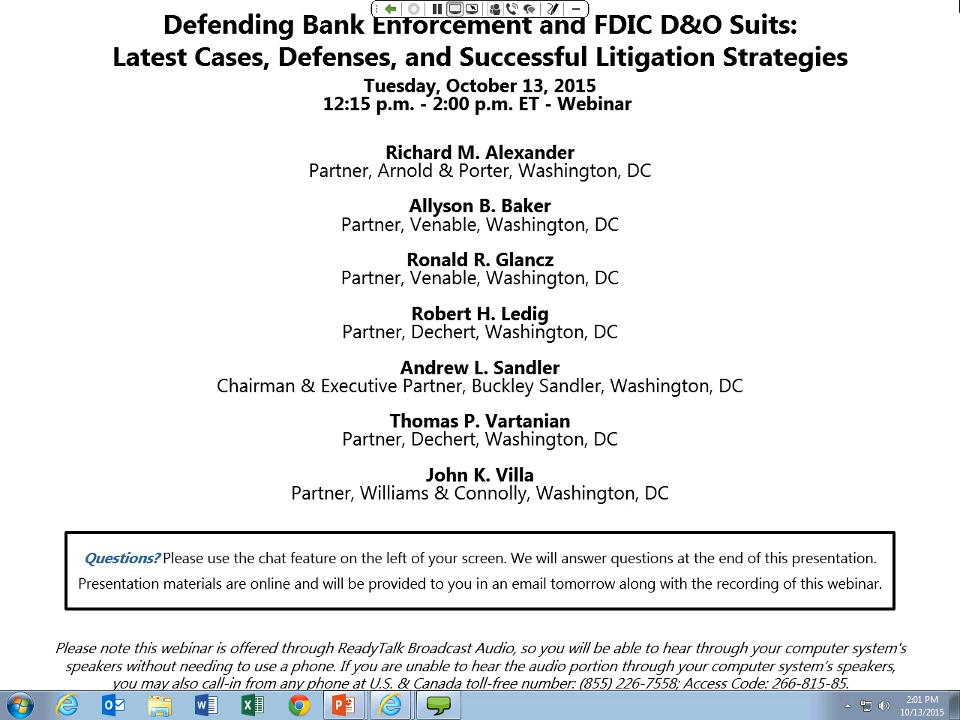 Defending Bank Enforcement and FDIC D&O Suits:
Latest Cases, Defenses, and Successful Litigation Strategies
Tuesday, October 13, 2015
12:15 p.m. - 2:00 p.m. ET - Webinar
Richard M. Alexander
Partner, Arnold & Porter, Washington, DC
Allyson B. Baker
Partner, Venable, Washington, DC
Ronald R. Glancz
Partner, Venable, Washington, DC
Robert H. Ledig
Partner, Dechert, Washington, DC
Andrew L. Sandler
Chairman & Executive Partner, Buckley Sandler, Washington, DC
Thomas P. Vartanian
Partner, Dechert, Washington, DC
John K. Villa
Partner, Williams & Connolly, Washington, DC
Questions? Please use the chat feature on the left of your screen. We will answer questions at the end of this presentation.
Presentation materials are online and will be provided to you in an email tomorrow along with the recording of this webinar.
Please note this webinar is offered through ReadyTalk Broadcast Audio, so you will be able to hear through your computer system's
speakers without needing to use a phone. If you are unable to hear the audio portion through your computer system's speakers,
you may also call-in from any phone at U.S. & Canada toll-free number: (855) 226-7558; Access Code: 266-815-85.
2:01 PM
10/13/2015